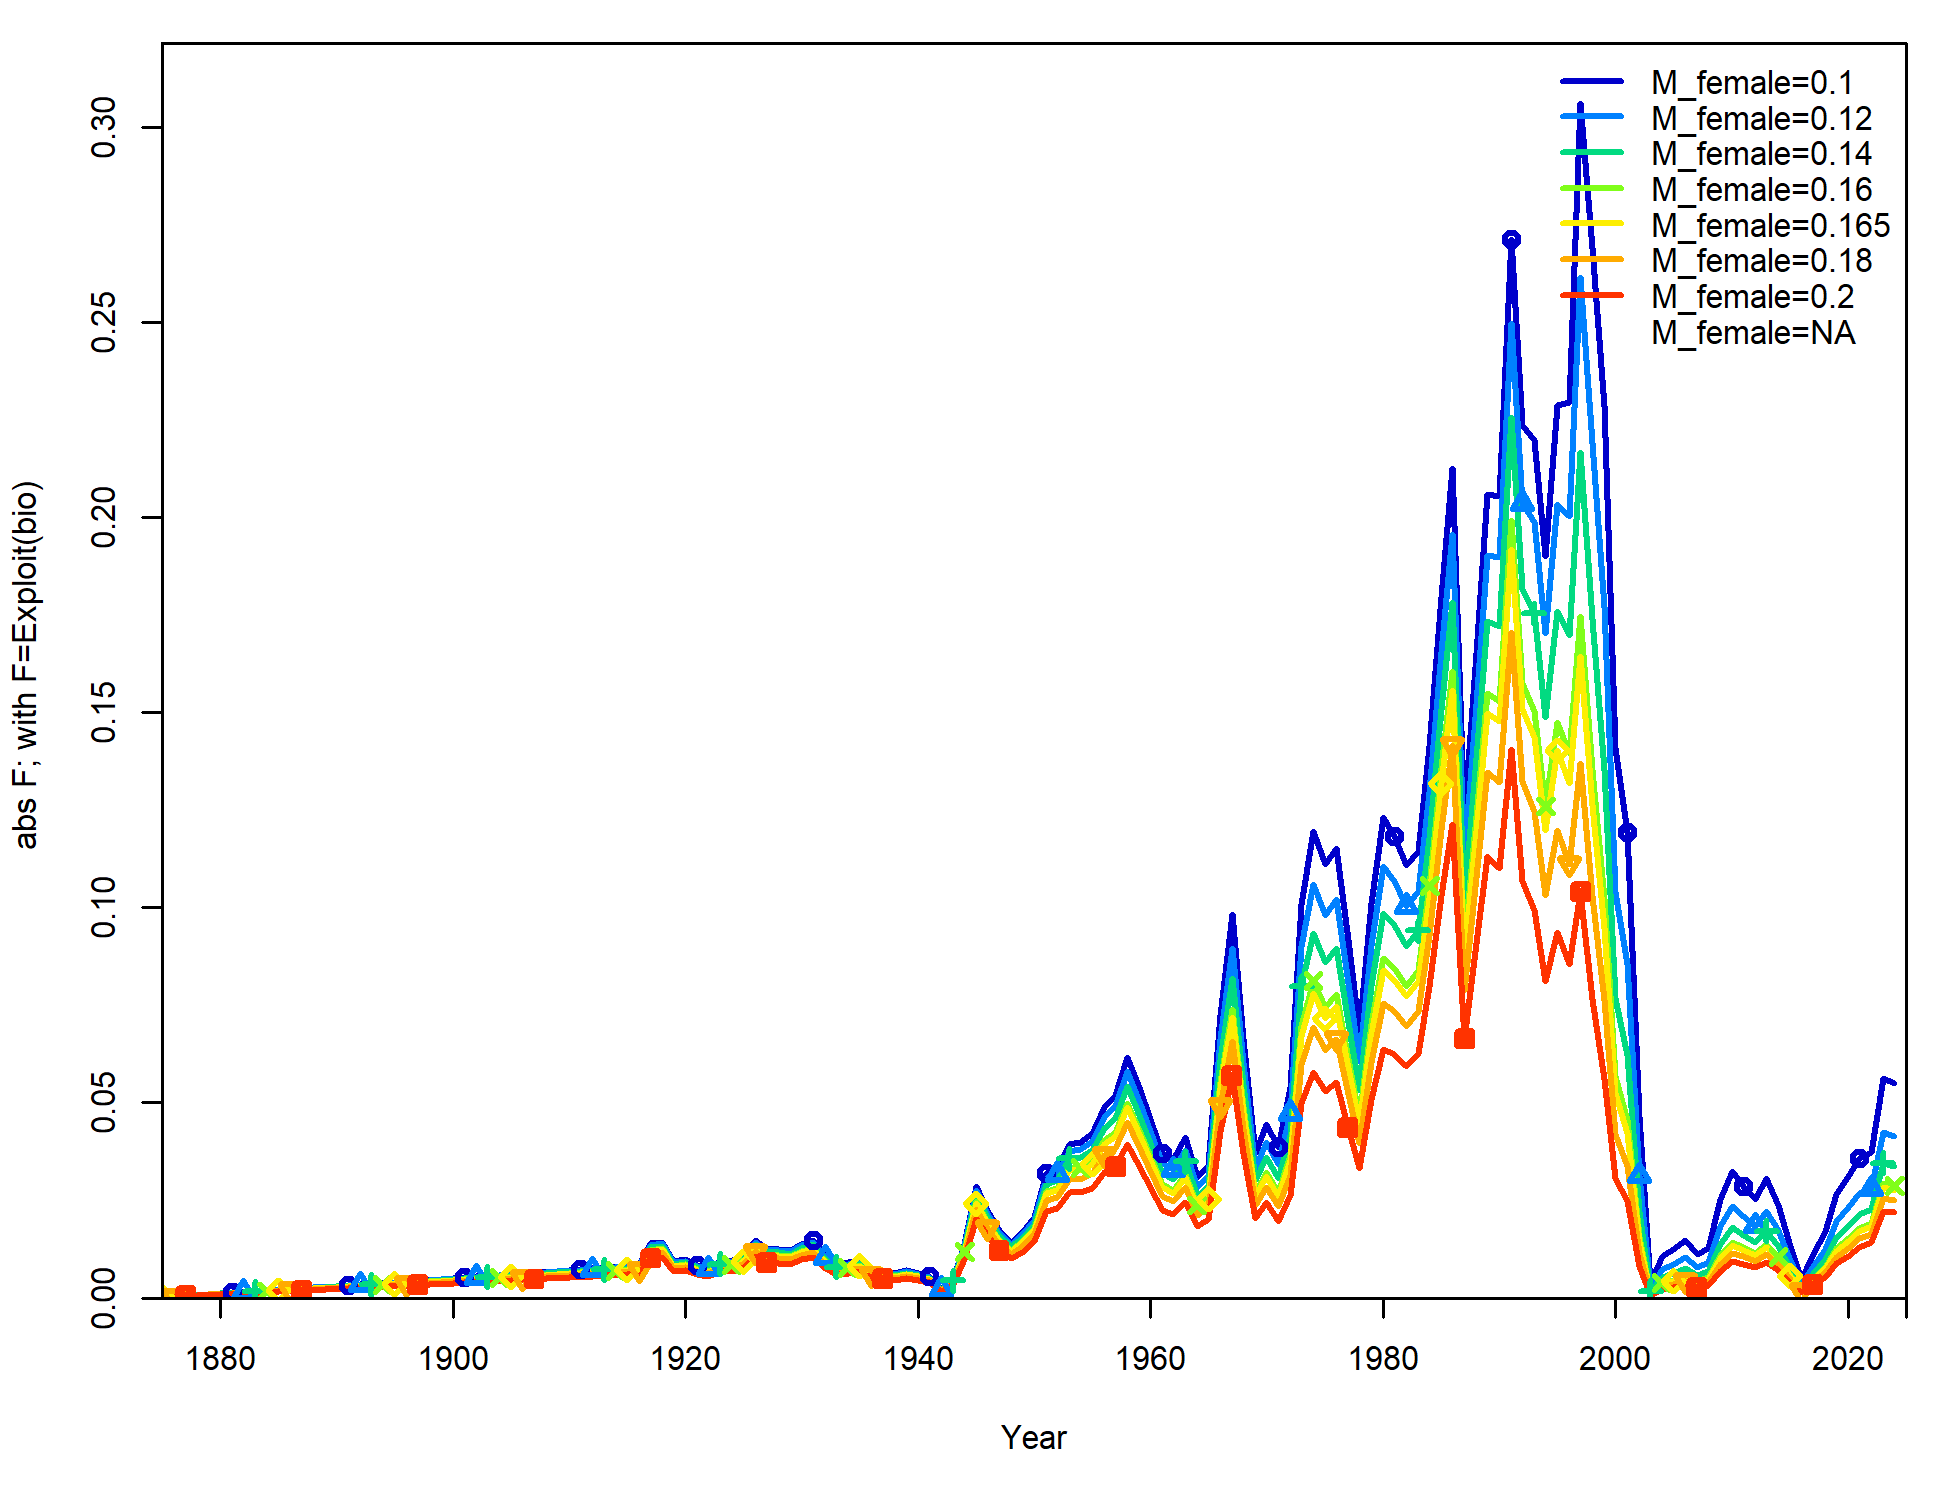 M_female=0.1
M_female=0.12
M_female=0.14
M_female=0.16
M_female=0.165
M_female=0.18
M_female=0.2
M_female=NA
abs F; with F=Exploit(bio)
0.30
0.25
0.20
0.15
0.10
0.05
0.00
1880 1900 1920 1940 1960 1980 2000 2020
Year